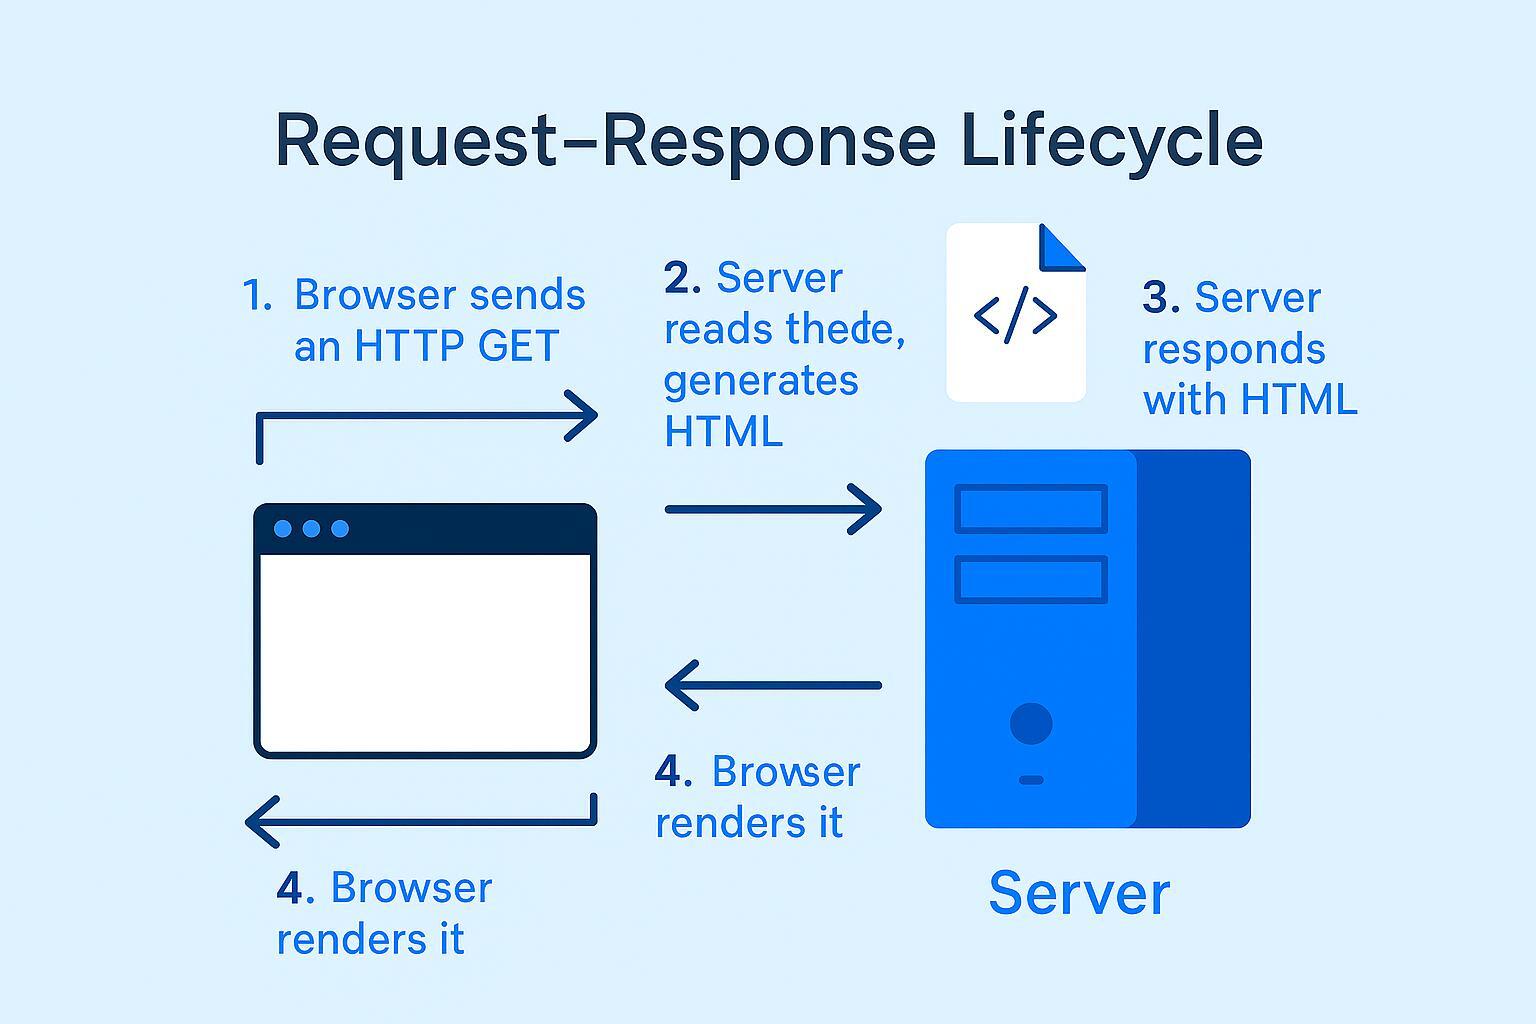 Request–Response Lifecycle
1. Browser sends
an HTTP GET
2. Server
reads thede,
generates
HTML
</>
3. Server
responds
with HTML
4. Browser
renders it
4. Browser
renders it
Server